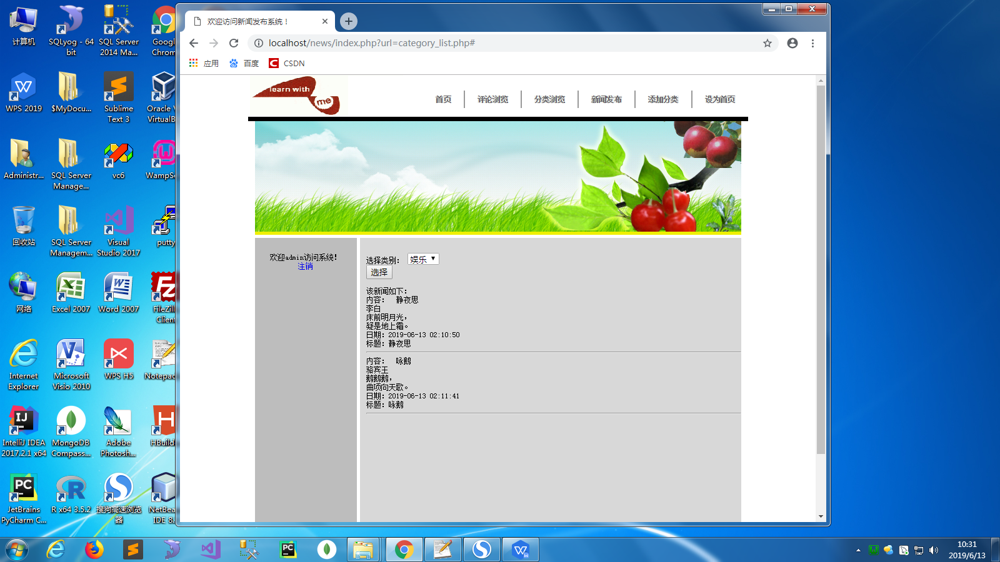 计算机
SQLyog - 64 bit
SQL Server 2014 Ma...
Googl
Chrom
WPS 2019
$MyDocu...
Sublime Text 3
Oracle V
VirtualB
Administr...
SQL Server Manage...
vc6
WampSe
回收站
SQL Server Managem...
Visual Studio 2017
putty
网络
Excel 2007
Word 2007
FileZill
Client
Internet Explorer
Microsoft Visio 2010
WPS H5
Notepad
IntelliJ IDEA 2017.2.1 x64
MongoDB Compass...
Adobe Photosh...
HBuild
JetBrains PyCharm C...
R x64 3.5.2
搜狗高速浏览器
NetBea
IDE 8.
欢迎访问新闻发布系统！
localhost/news/index.php?url=category_list.php#
应用
百度
CSDN
learn with me
首页
评论浏览
分类浏览
新闻发布
添加分类
设为首页
欢迎admin访问系统!
注销
选择类别： 娱乐
选择
该新闻如下：
内容： 静夜思
李白
床前明月光，
疑是地上霜。
日期：2019-06-13 02:10:50
标题：静夜思
内容： 咏鹅
骆宾王
鹅鹅鹅，
曲项向天歌。
日期：2019-06-13 02:11:41
标题：咏鹅
10:31
2019/6/13